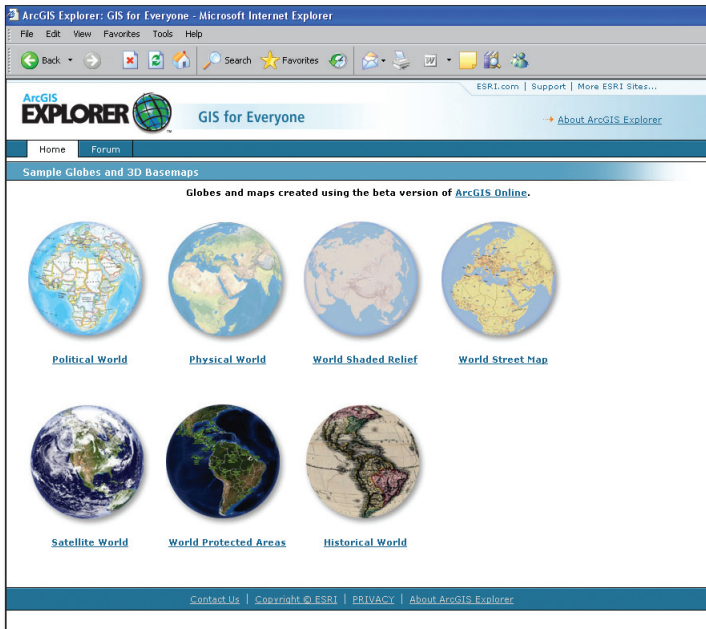 ArcGIS Explorer: GIS for Everyone - Microsoft Internet Explorer
File Edit View Favorites Tools Help
Back Search Favorites W
ESRI.com | Support | More ESRI Sites...
ArcGIS
EXPLORER
TM
GIS for Everyone
About ArcGIS Explorer
Home Forum
Sample Globes and 3D Basemaps
Globes and maps created using the beta version of ArcGIS Online.
Political World Physical World World Shaded Relief World Street Map
Satellite World World Protected Areas Historical World
Contact Us | Copyright © ESRI | PRIVACY | About ArcGIS Explorer